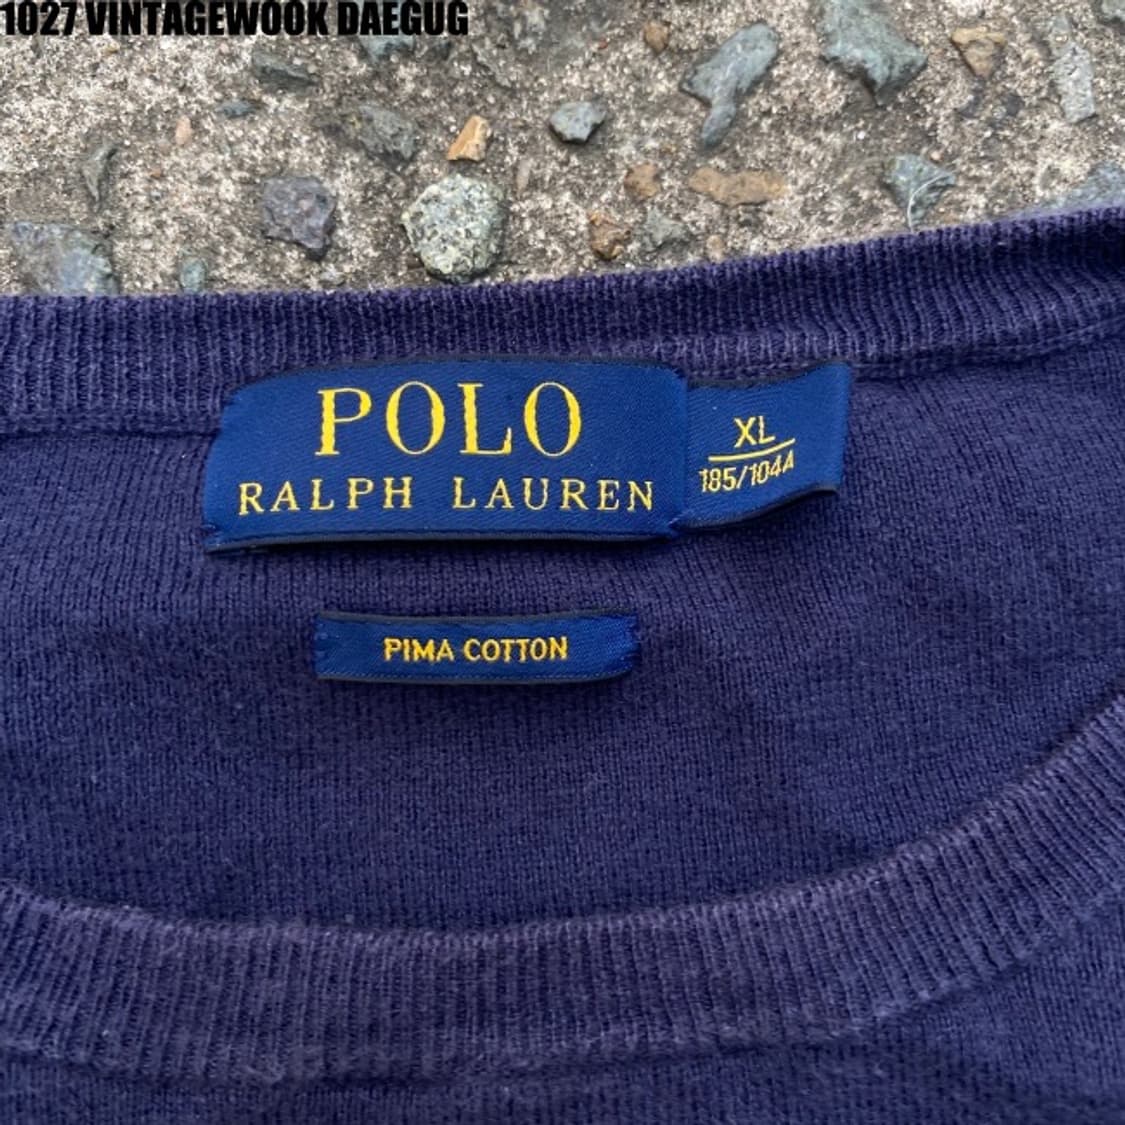 1027 VINTAGEWOOK DAEGUG
POLO
RALPH LAUREN
XL
185/104A
PIMA COTTON